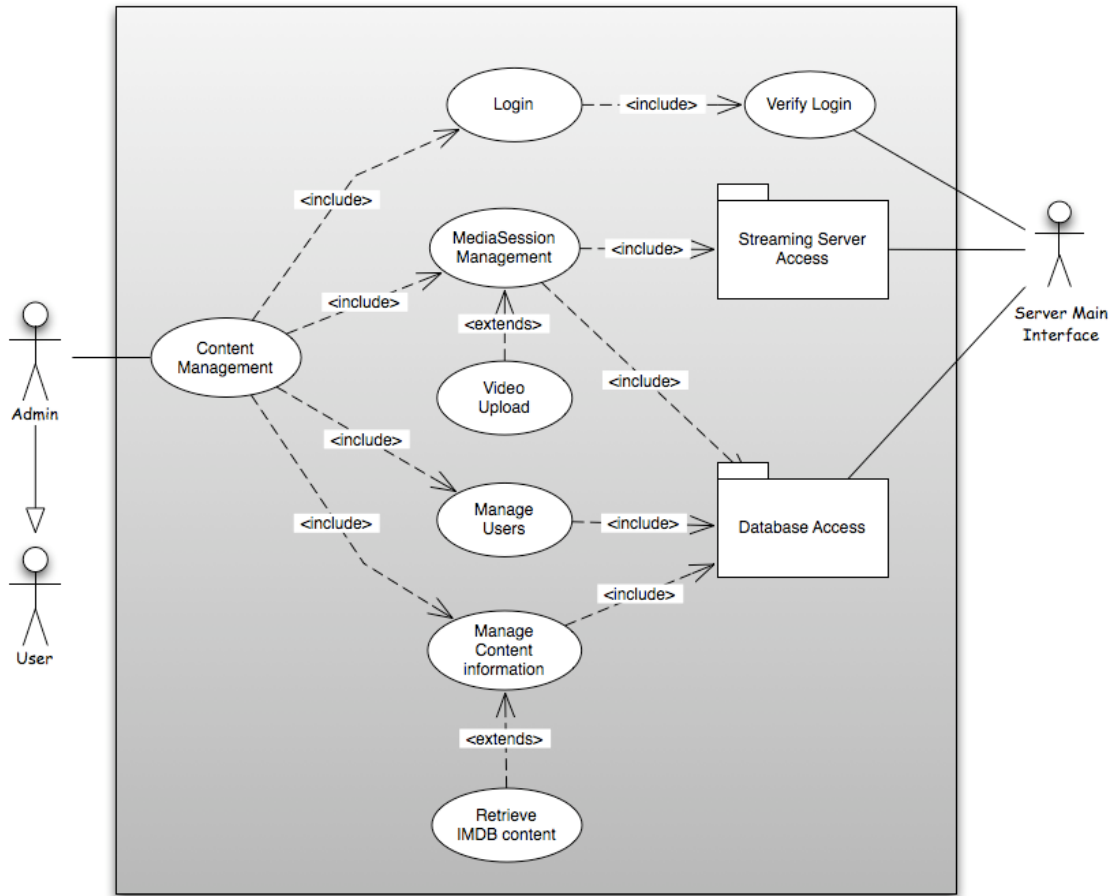 Login
<include>
Verify Login
<include>
MediaSession
Management
<include>
Streaming Server
Access
Server Main
Interface
<include>
<extends>
Content
Management
Admin
Video
Upload
<include>
<include>
Manage
Users
<include>
Database Access
<include>
<include>
User
Manage
Content
information
<extends>
Retrieve
IMDB content